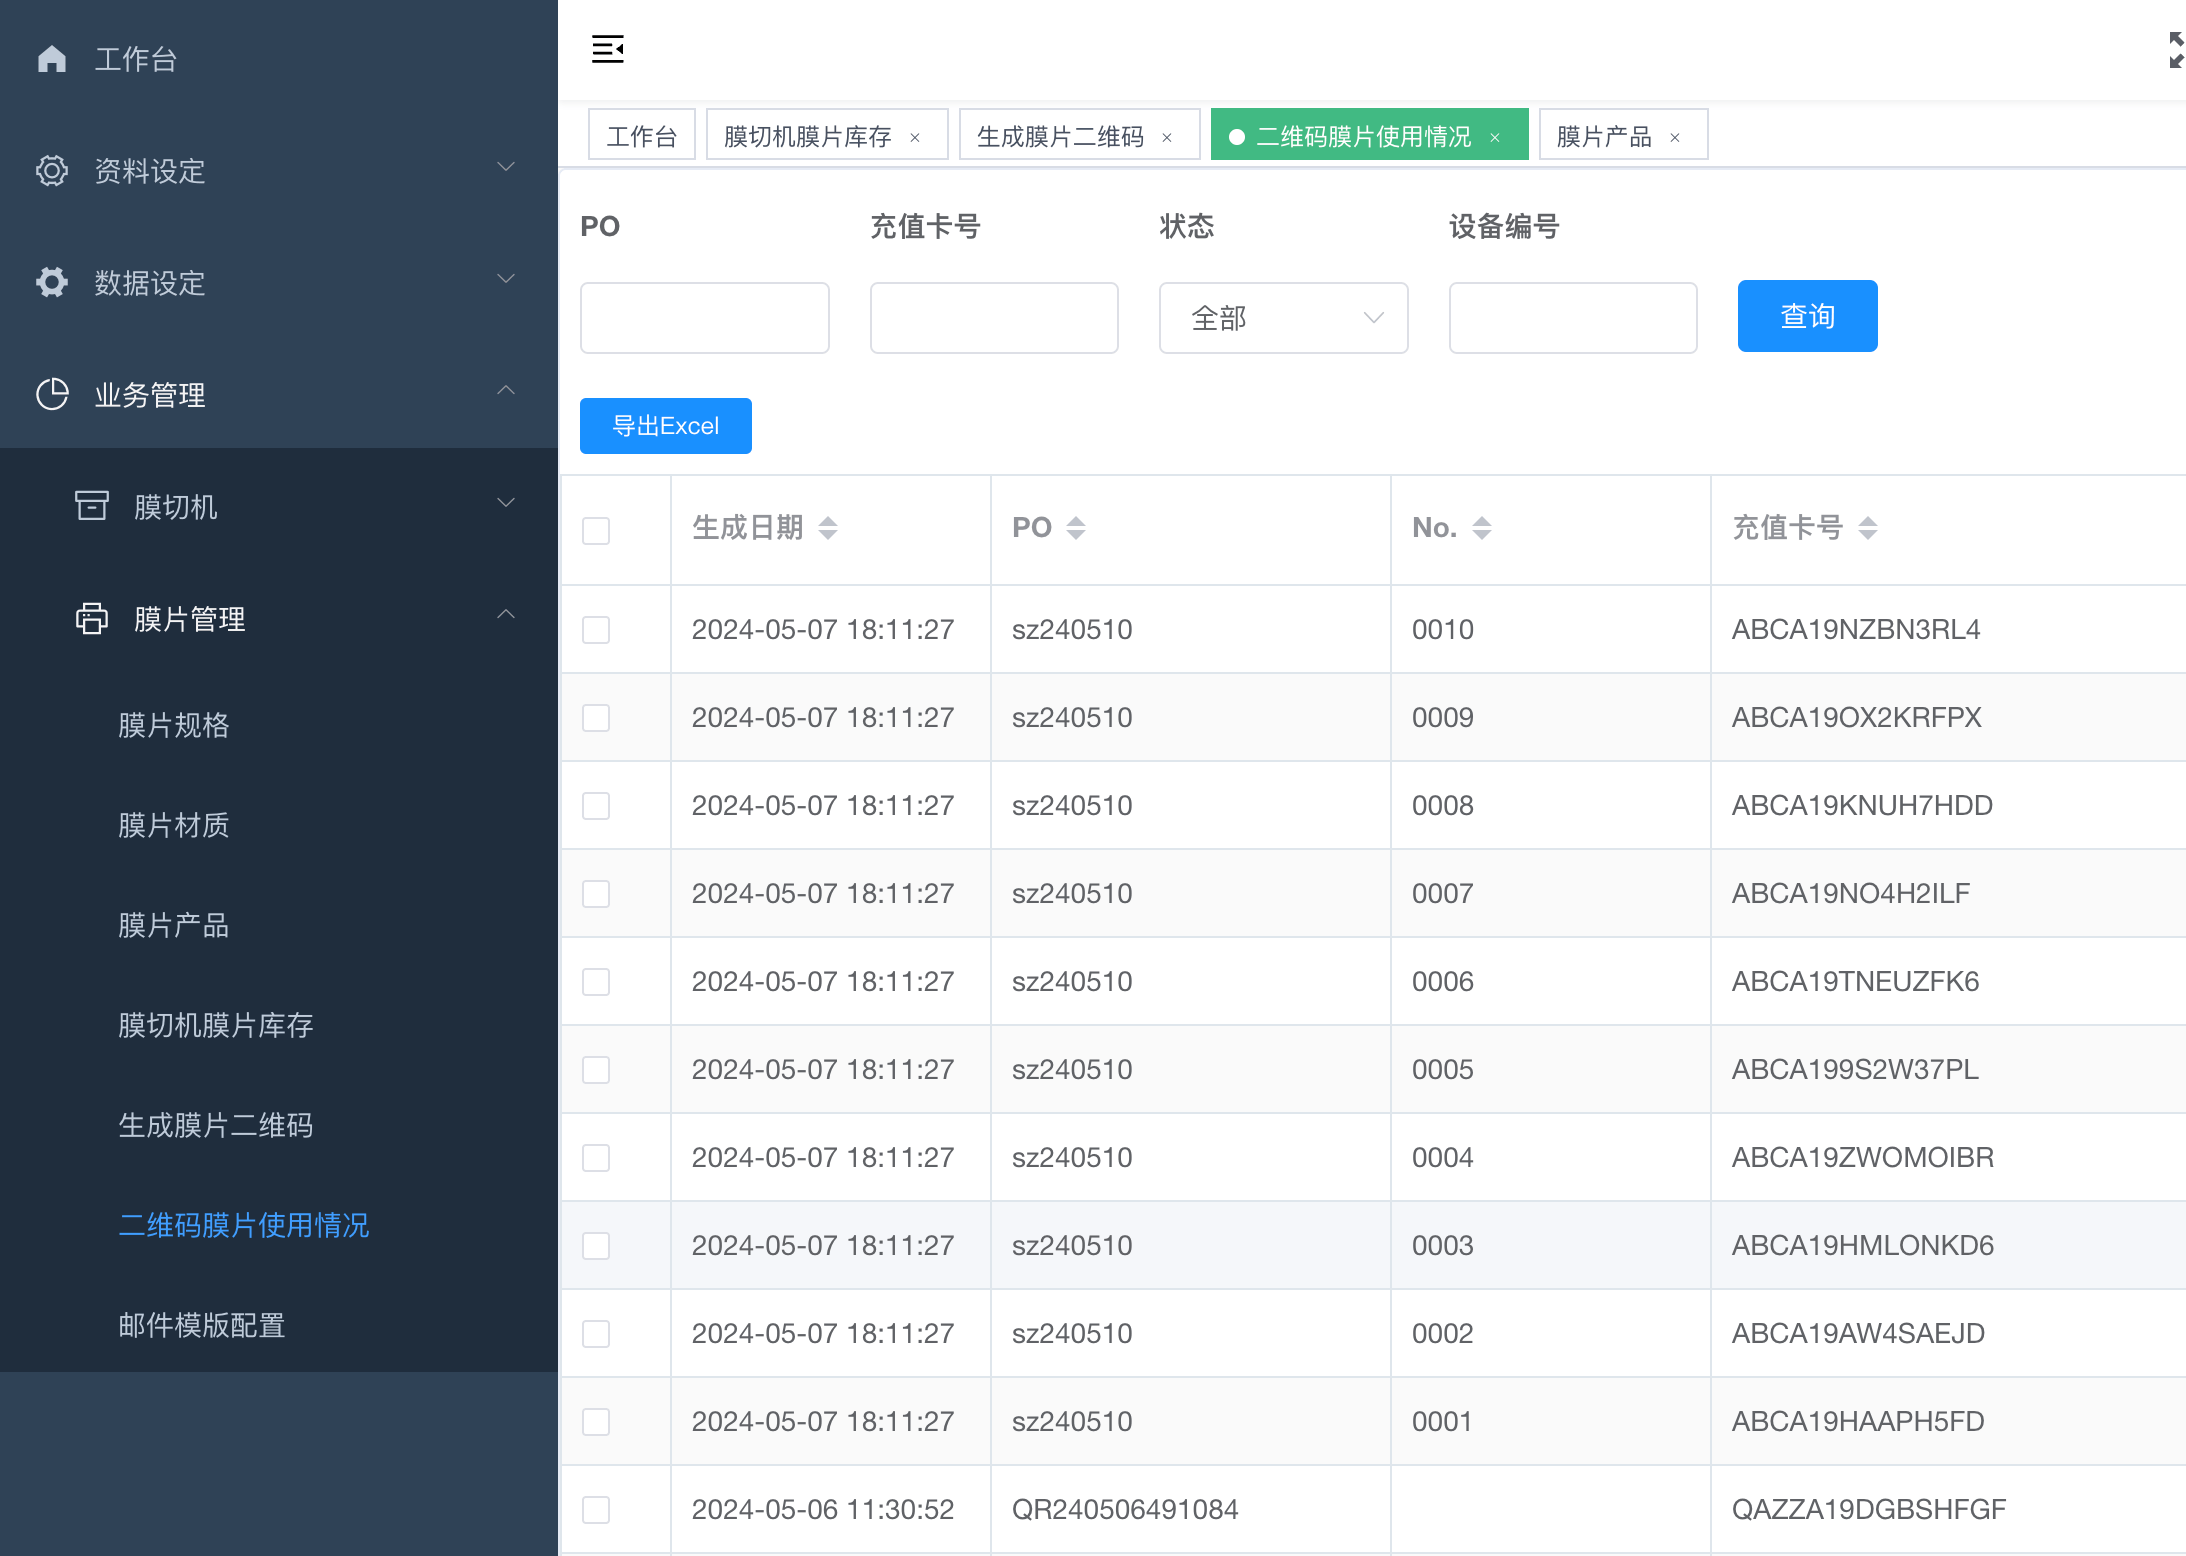 工作台
资料设定
数据设定
业务管理
膜切机
膜片管理
膜片规格
膜片材质
膜片产品
膜切机膜片库存
生成膜片二维码
二维码膜片使用情况
邮件模版配置
工作台 膜切机膜片库存 × 生成膜片二维码 × 二维码膜片使用情况 × 膜片产品 ×
PO 充值卡号 状态 设备编号
全部 查询
导出Excel
生成日期 PO No. 充值卡号
2024-05-07 18:11:27 sz240510 0010 ABCA19NZBN3RL4
2024-05-07 18:11:27 sz240510 0009 ABCA19OX2KRFPX
2024-05-07 18:11:27 sz240510 0008 ABCA19KNUH7HDD
2024-05-07 18:11:27 sz240510 0007 ABCA19NO4H2ILF
2024-05-07 18:11:27 sz240510 0006 ABCA19TNEUZFK6
2024-05-07 18:11:27 sz240510 0005 ABCA199S2W37PL
2024-05-07 18:11:27 sz240510 0004 ABCA19ZWOMOIBR
2024-05-07 18:11:27 sz240510 0003 ABCA19HMLONKD6
2024-05-07 18:11:27 sz240510 0002 ABCA19AW4SAEJD
2024-05-07 18:11:27 sz240510 0001 ABCA19HAAPH5FD
2024-05-06 11:30:52 QR240506491084 QAZZA19DGBSHFGF